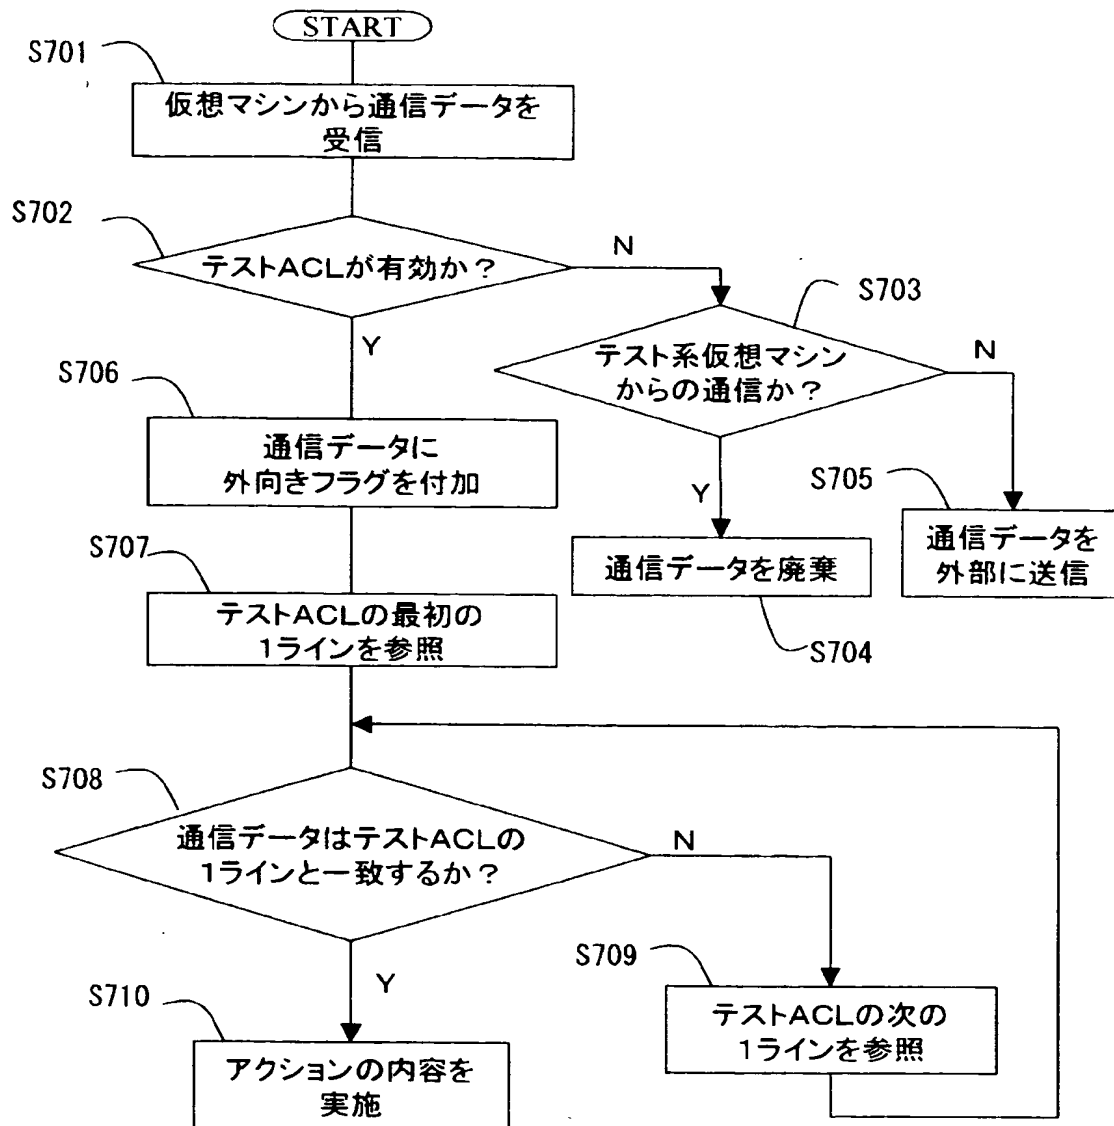 START
S701
仮想マシンから通信データを
受信
S702
テストACLが有効か？
N
Y
S703
テスト系仮想マシン
からの通信か？
N
Y
S706
通信データに
外向きフラグを付加
S705
通信データを
外部に送信
通信データを廃棄
S704
S707
テストACLの最初の
1ラインを参照
S708
通信データはテストACLの
1ラインと一致するか？
N
Y
S709
テストACLの次の
1ラインを参照
S710
アクションの内容を
実施